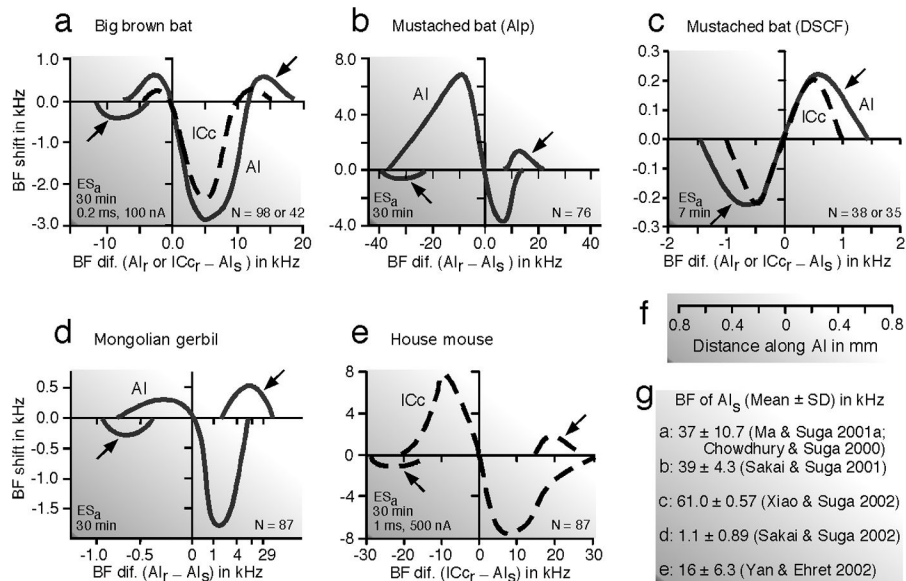 a Big brown bat
1.0
0.0
-1.0
-2.0
-3.0
BF shift in kHz
ICc
AI
ESa
30 min
0.2 ms, 100 nA
N = 98 or 42
-10 0.0 10 20
BF dif. (AIr or ICcr – AIs) in kHz
b Mustached bat (AIp)
8.0
4.0
0.0
-4.0
AI
ESa
30 min
N = 76
-40 -20 0.0 20 40
BF dif. (AIr – AIs) in kHz
c Mustached bat (DSCF)
0.3
0.2
0.1
0.0
-0.1
-0.2
-0.3
AI
ICc
ESa
7 min
N = 38 or 35
-2 -1 0 1 2
BF dif. (AIr or ICcr – AIs) in kHz
d Mongolian gerbil
0.5
0.0
-0.5
-1.0
-1.5
BF shift in kHz
AI
ESa
30 min
N = 87
-1.0 -0.5 0 1 4 29
BF dif. (AIr – AIs) in kHz
e House mouse
8
4
0
-4
-8
ICc
ESa
30 min
1 ms, 500 nA
N = 87
-30 -20 -10 0 10 20 30
BF dif. (ICcr – AIs) in kHz
f
0.8 0.4 0 0.4 0.8
Distance along AI in mm
g
BF of AIs (Mean ± SD) in kHz
a: 37 ± 10.7 (Ma & Suga 2001a;
Chowdhury & Suga 2000)
b: 39 ± 4.3 (Sakai & Suga 2001)
c: 61.0 ± 0.57 (Xiao & Suga 2002)
d: 1.1 ± 0.89 (Sakai & Suga 2002)
e: 16 ± 6.3 (Yan & Ehret 2002)